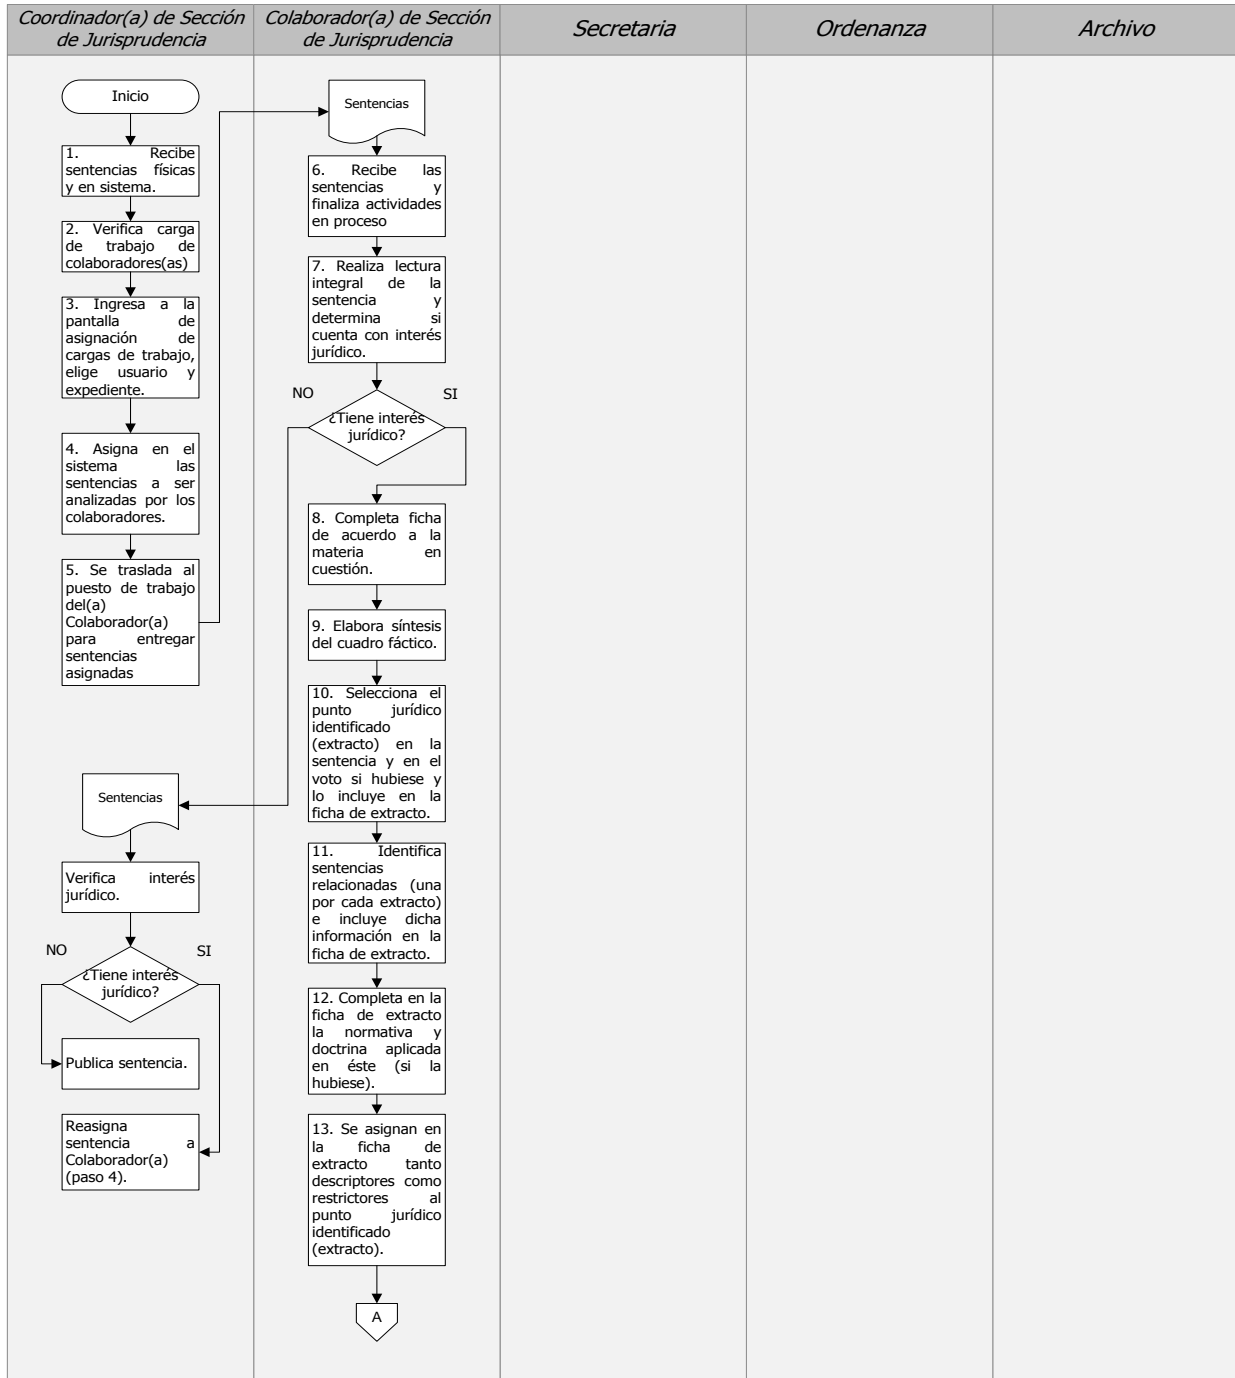 Coordinador(a) de Sección
de Jurisprudencia
Colaborador(a) de Sección
de Jurisprudencia
Secretaria
Ordenanza
Archivo
Inicio
1. Recibe
sentencias físicas
y en sistema.
2. Verifica carga
de trabajo de
colaboradores(as)
3. Ingresa a la
pantalla de
asignación de
cargas de trabajo,
elige usuario y
expediente.
4. Asigna en el
sistema las
sentencias a ser
analizadas por los
colaboradores.
5. Se traslada al
puesto de trabajo
del(a)
Colaborador(a)
para entregar
sentencias
asignadas
Sentencias
6. Recibe las
sentencias y
finaliza actividades
en proceso
7. Realiza lectura
integral de la
sentencia y
determina si
cuenta con interés
jurídico.
NO
SI
¿Tiene interés
jurídico?
8. Completa ficha
de acuerdo a la
materia en
cuestión.
9. Elabora síntesis
del cuadro fáctico.
10. Selecciona el
punto jurídico
identificado
(extracto) en la
sentencia y en el
voto si hubiese y
lo incluye en la
ficha de extracto.
11. Identifica
sentencias
relacionadas (una
por cada extracto)
e incluye dicha
información en la
ficha de extracto.
12. Completa en la
ficha de extracto
la normativa y
doctrina aplicada
en éste (si la
hubiese).
13. Se asignan en
la ficha de
extracto tanto
descriptores como
restrictores al
punto jurídico
identificado
(extracto).
A
Sentencias
Verifica interés
jurídico.
NO
SI
¿Tiene interés
jurídico?
Publica sentencia.
Reasigna
sentencia a
Colaborador(a)
(paso 4).